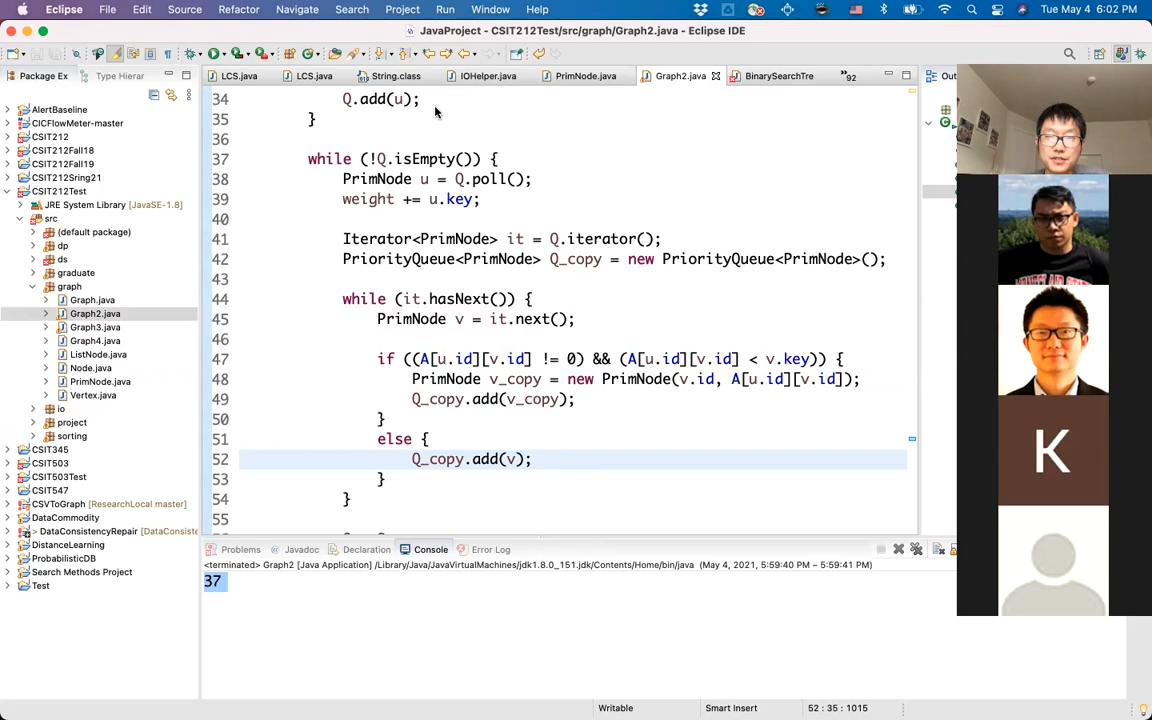 Eclipse File Edit Source Refactor Navigate Search Project Run Window Help Tue May 4 6:02 PM
JavaProject - CSIT212Test/src/graph/Graph2.java - Eclipse IDE
Package Ex Type Hierar
LCS.java LCS.java String.class IOHelper.java PrimNode.java Graph2.java BinarySearchTre »92 Out
AlertBaseline
CICFlowMeter-master
CSIT212
CSIT212Fall18
CSIT212Fall19
CSIT212Sring21
CSIT212Test
JRE System Library [JavaSE-1.8]
src
(default package)
dp
ds
graduate
graph
Graph.java
Graph2.java
Graph3.java
Graph4.java
ListNode.java
Node.java
PrimNode.java
Vertex.java
io
project
sorting
CSIT345
CSIT503
CSIT503Test
CSIT547
CSVToGraph [ResearchLocal master]
DataCommodity
> DataConsistencyRepair [DataConsiste
DistanceLearning
ProbabilisticDB
Search Methods Project
Test
34 Q.add(u);
35 }
36
37 while (!Q.isEmpty()) {
38 PrimNode u = Q.poll();
39 weight += u.key;
40
41 Iterator<PrimNode> it = Q.iterator();
42 PriorityQueue<PrimNode> Q_copy = new PriorityQueue<PrimNode>();
43
44 while (it.hasNext()) {
45 PrimNode v = it.next();
46
47 if ((A[u.id][v.id] != 0) && (A[u.id][v.id] < v.key)) {
48 PrimNode v_copy = new PrimNode(v.id, A[u.id][v.id]);
49 Q_copy.add(v_copy);
50 }
51 else {
52 Q_copy.add(v);
53 }
54 }
55
Problems Javadoc Declaration Console Error Log
<terminated> Graph2 [Java Application] /Library/Java/JavaVirtualMachines/jdk1.8.0_151.jdk/Contents/Home/bin/java (May 4, 2021, 5:59:40 PM – 5:59:41 PM)
37
K
Writable Smart Insert 52 : 35 : 1015